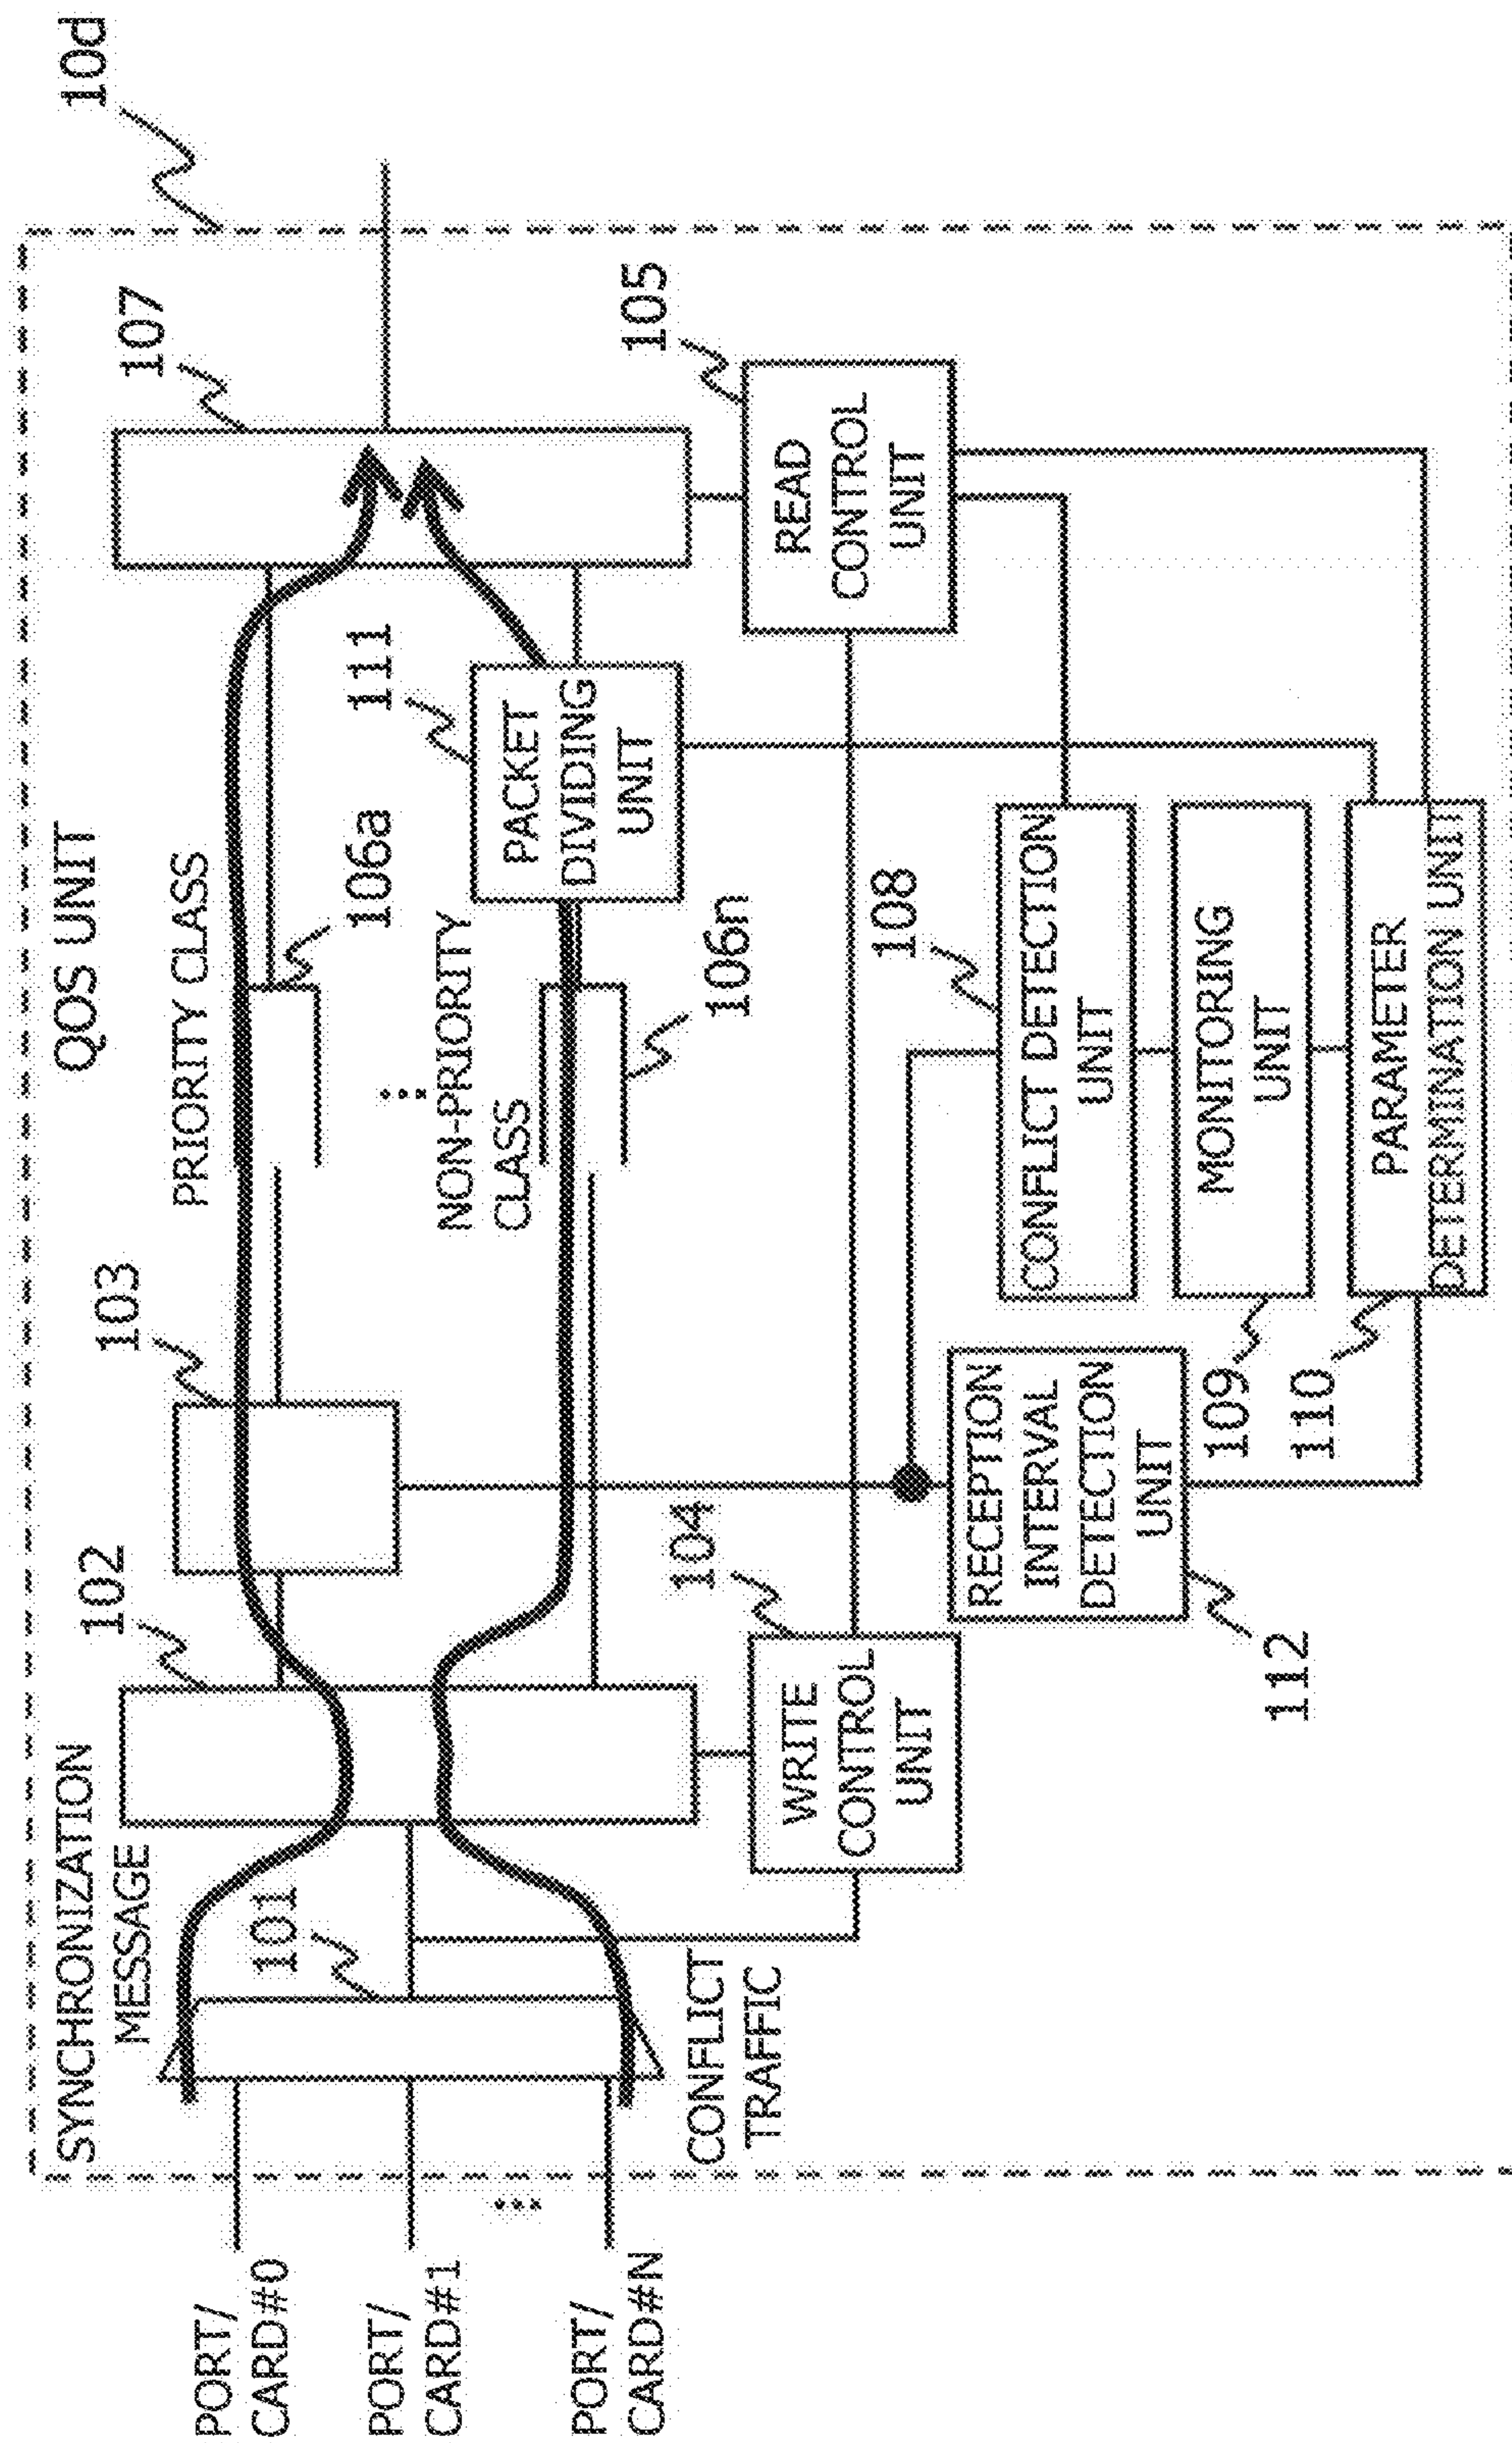 10d
QOS UNIT
SYNCHRONIZATION
MESSAGE
102
103
PRIORITY CLASS
107
101
106a
111
PORT/
CARD#0
PORT/
CARD#1
...
PORT/
CARD#N
...
NON-PRIORITY
CLASS
PACKET
DIVIDING
UNIT
CONFLICT
TRAFFIC
104
106n
105
WRITE
CONTROL
UNIT
READ
CONTROL
UNIT
108
RECEPTION
INTERVAL
DETECTION
UNIT
CONFLICT DETECTION
UNIT
112
109
MONITORING
UNIT
110
PARAMETER
DETERMINATION UNIT